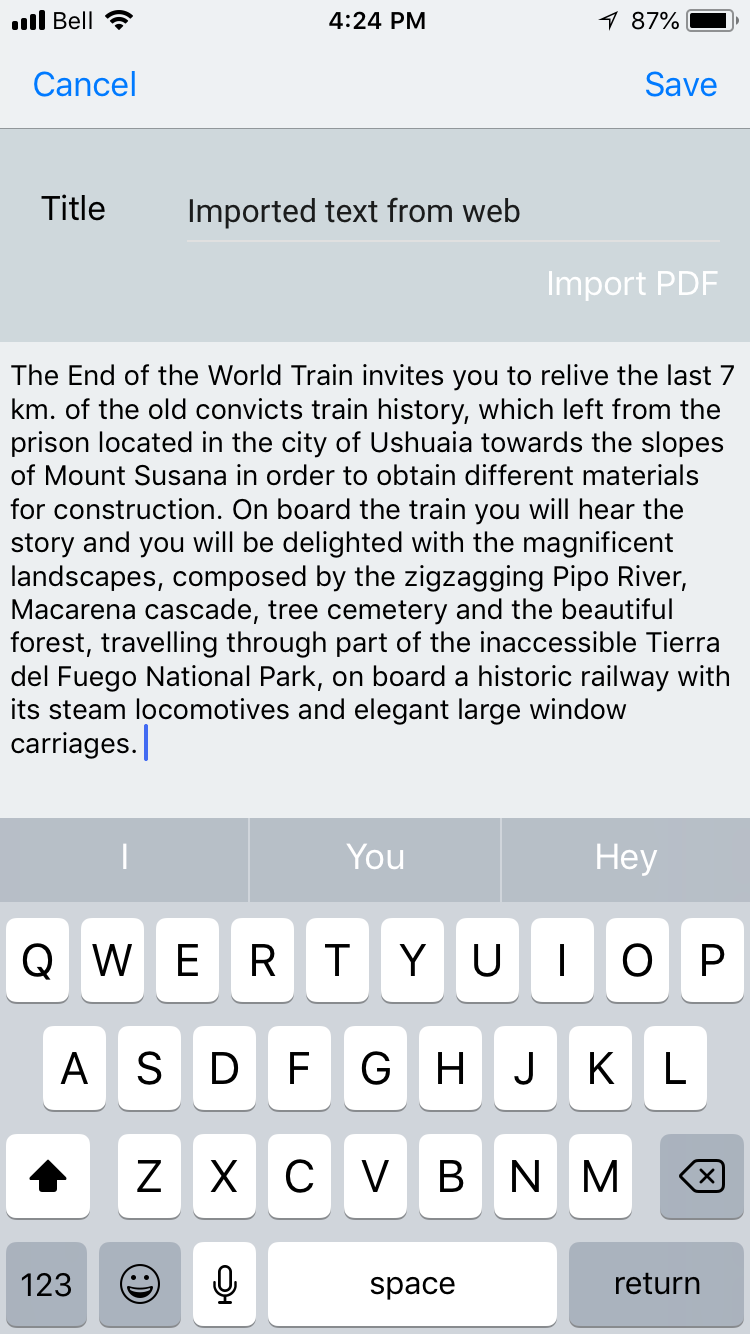 Bell 4:24 PM 87%
Cancel Save
Title Imported text from web
Import PDF
The End of the World Train invites you to relive the last 7
km. of the old convicts train history, which left from the
prison located in the city of Ushuaia towards the slopes
of Mount Susana in order to obtain different materials
for construction. On board the train you will hear the
story and you will be delighted with the magnificent
landscapes, composed by the zigzagging Pipo River,
Macarena cascade, tree cemetery and the beautiful
forest, travelling through part of the inaccessible Tierra
del Fuego National Park, on board a historic railway with
its steam locomotives and elegant large window
carriages.
I You Hey
Q W E R T Y U I O P
A S D F G H J K L
Z X C V B N M
123 space return